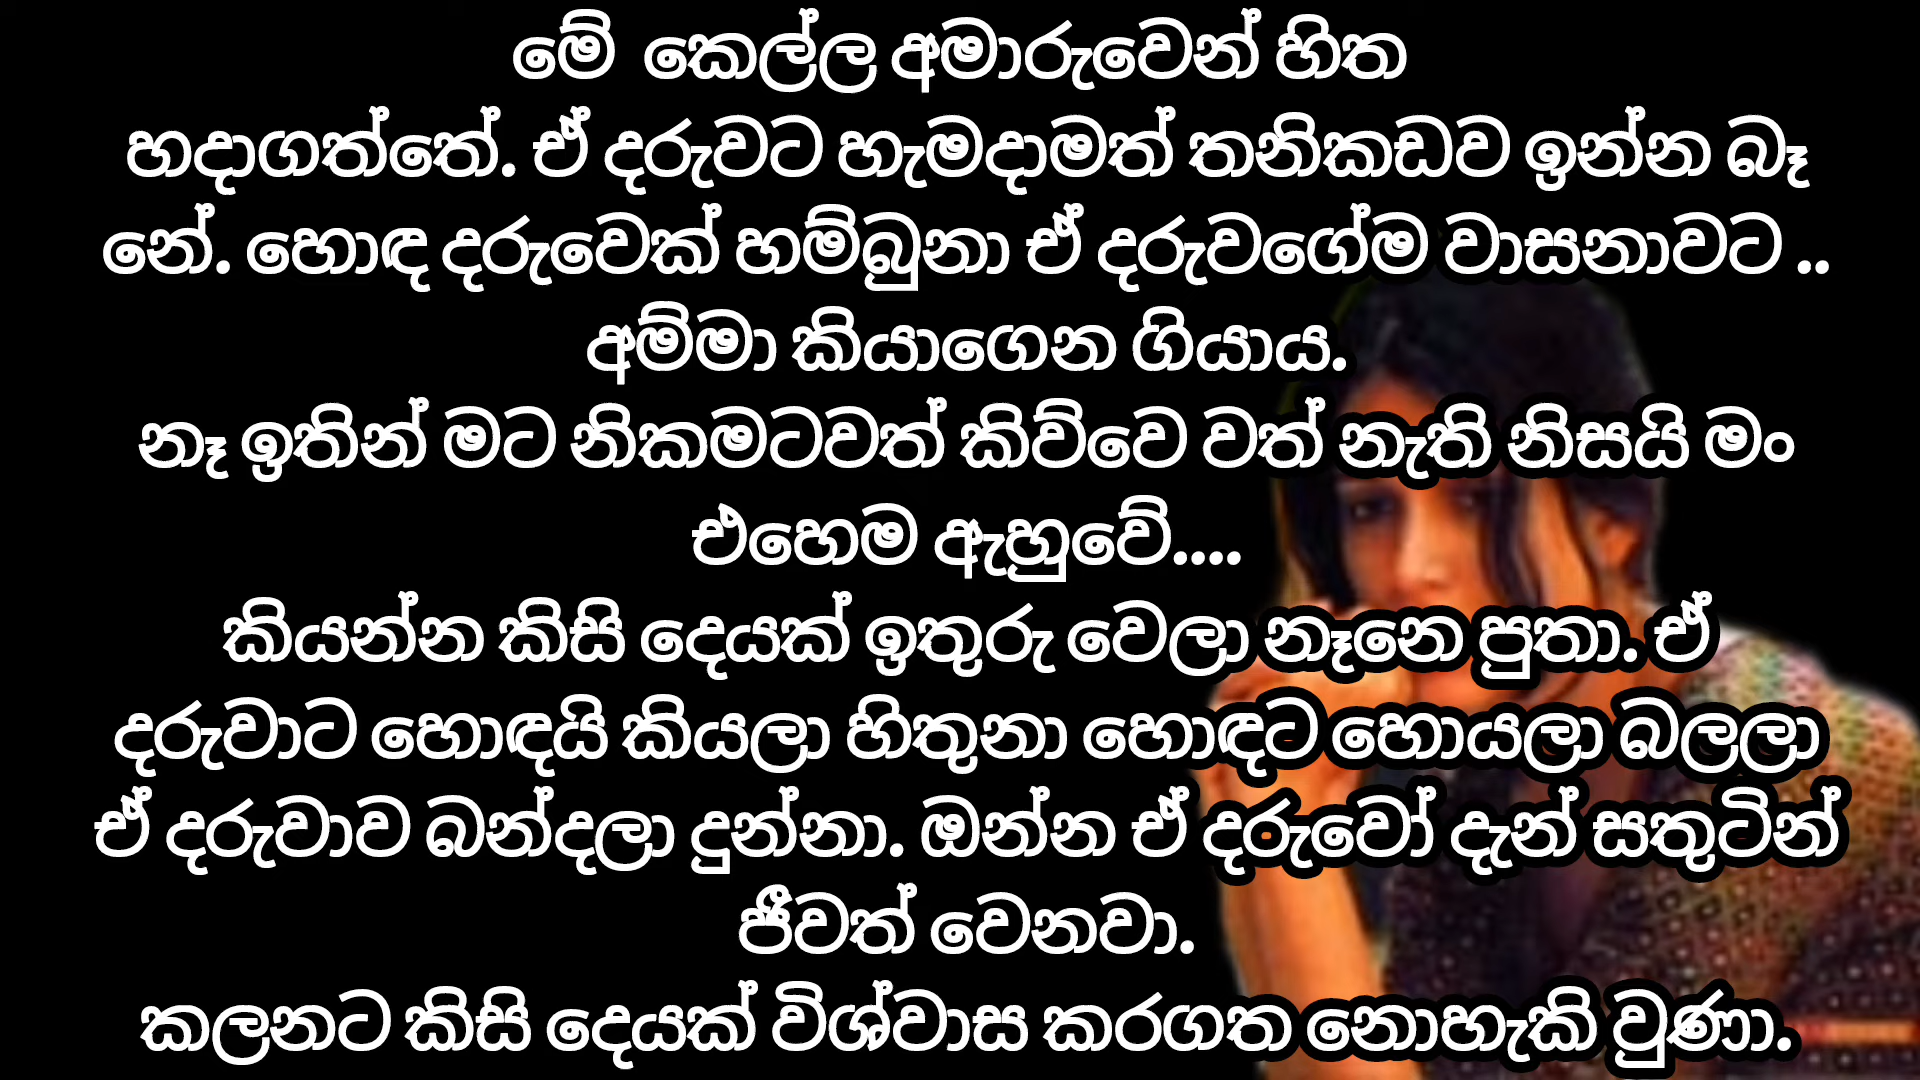 මේ කෙල්ල අමාරුවෙන් හිත
හදාගත්තේ. ඒ දරුවට හැමදාමත් තනිකඩව ඉන්න බෑ
නේ. හොඳ දරුවෙක් හම්බුනා ඒ දරුවගේම වාසනාවට ..
අම්මා කියාගෙන ගියාය.
නෑ ඉතින් මට නිකමටවත් කිව්වෙ වත් නැති නිසයි මං
එහෙම ඇහුවේ....
කියන්න කිසි දෙයක් ඉතුරු වෙලා නෑනෙ පුතා. ඒ
දරුවාට හොඳයි කියලා හිතුනා හොඳට හොයලා බලලා
ඒ දරුවාව බන්දලා දුන්නා. ඔන්න ඒ දරුවෝ දැන් සතුටින්
ජීවත් වෙනවා.
කලනට කිසි දෙයක් විශ්වාස කරගත නොහැකි වුණා.